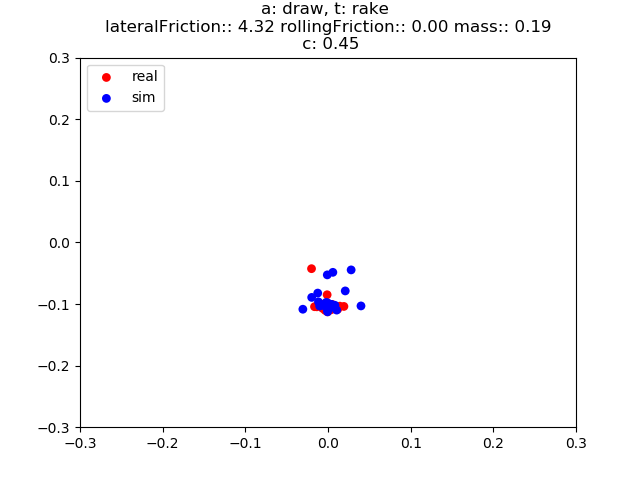 a: draw, t: rake
lateralFriction:: 4.32 rollingFriction:: 0.00 mass:: 0.19
c: 0.45
real
sim
0.3
0.2
0.1
0.0
−0.1
−0.2
−0.3
−0.3 −0.2 −0.1 0.0 0.1 0.2 0.3